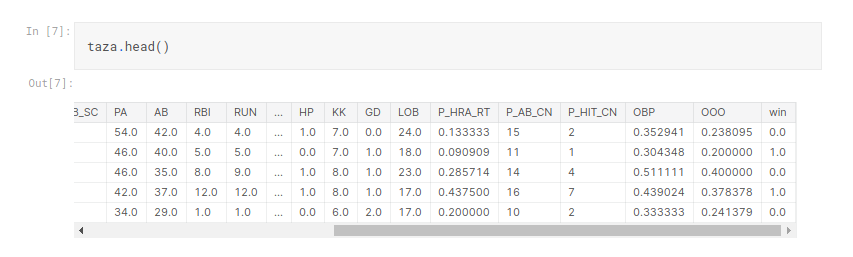 In [7]:
taza.head()
Out[7]:
B_SC PA AB RBI RUN ... HP KK GD LOB P_HRA_RT P_AB_CN P_HIT_CN OBP OOO win
54.0 42.0 4.0 4.0 ... 1.0 7.0 0.0 24.0 0.133333 15 2 0.352941 0.238095 0.0
46.0 40.0 5.0 5.0 ... 0.0 7.0 1.0 18.0 0.090909 11 1 0.304348 0.200000 1.0
46.0 35.0 8.0 9.0 ... 1.0 8.0 1.0 23.0 0.285714 14 4 0.511111 0.400000 0.0
42.0 37.0 12.0 12.0 ... 1.0 8.0 1.0 17.0 0.437500 16 7 0.439024 0.378378 1.0
34.0 29.0 1.0 1.0 ... 0.0 6.0 2.0 17.0 0.200000 10 2 0.333333 0.241379 0.0